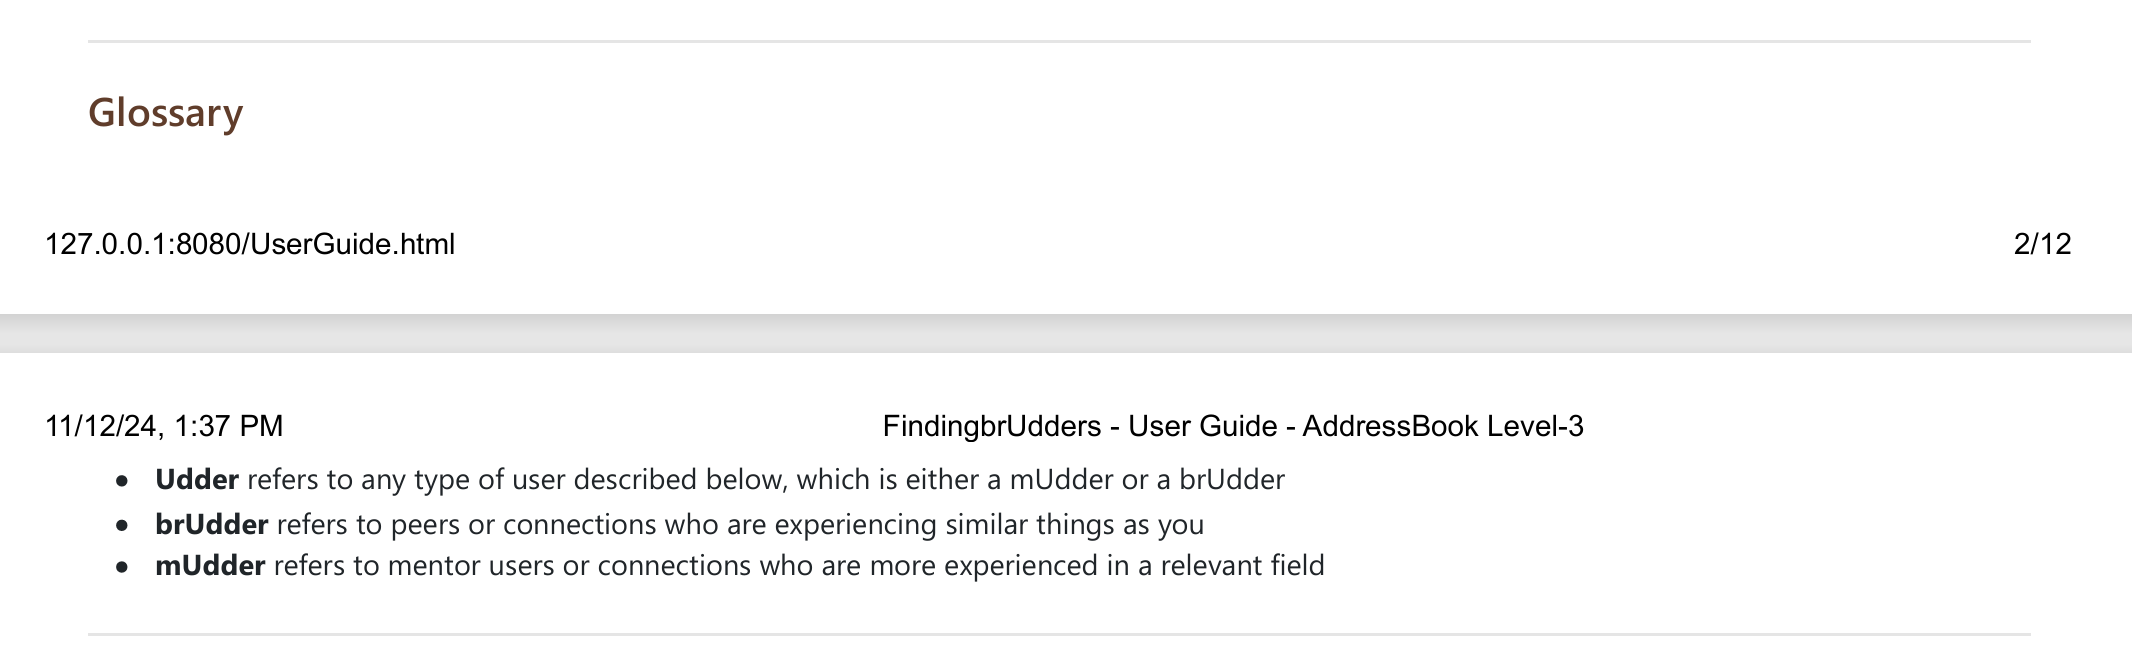 Glossary
127.0.0.1:8080/UserGuide.html 2/12
11/12/24, 1:37 PM FindingbrUdders - User Guide - AddressBook Level-3
• Udder refers to any type of user described below, which is either a mUdder or a brUdder
• brUdder refers to peers or connections who are experiencing similar things as you
• mUdder refers to mentor users or connections who are more experienced in a relevant field